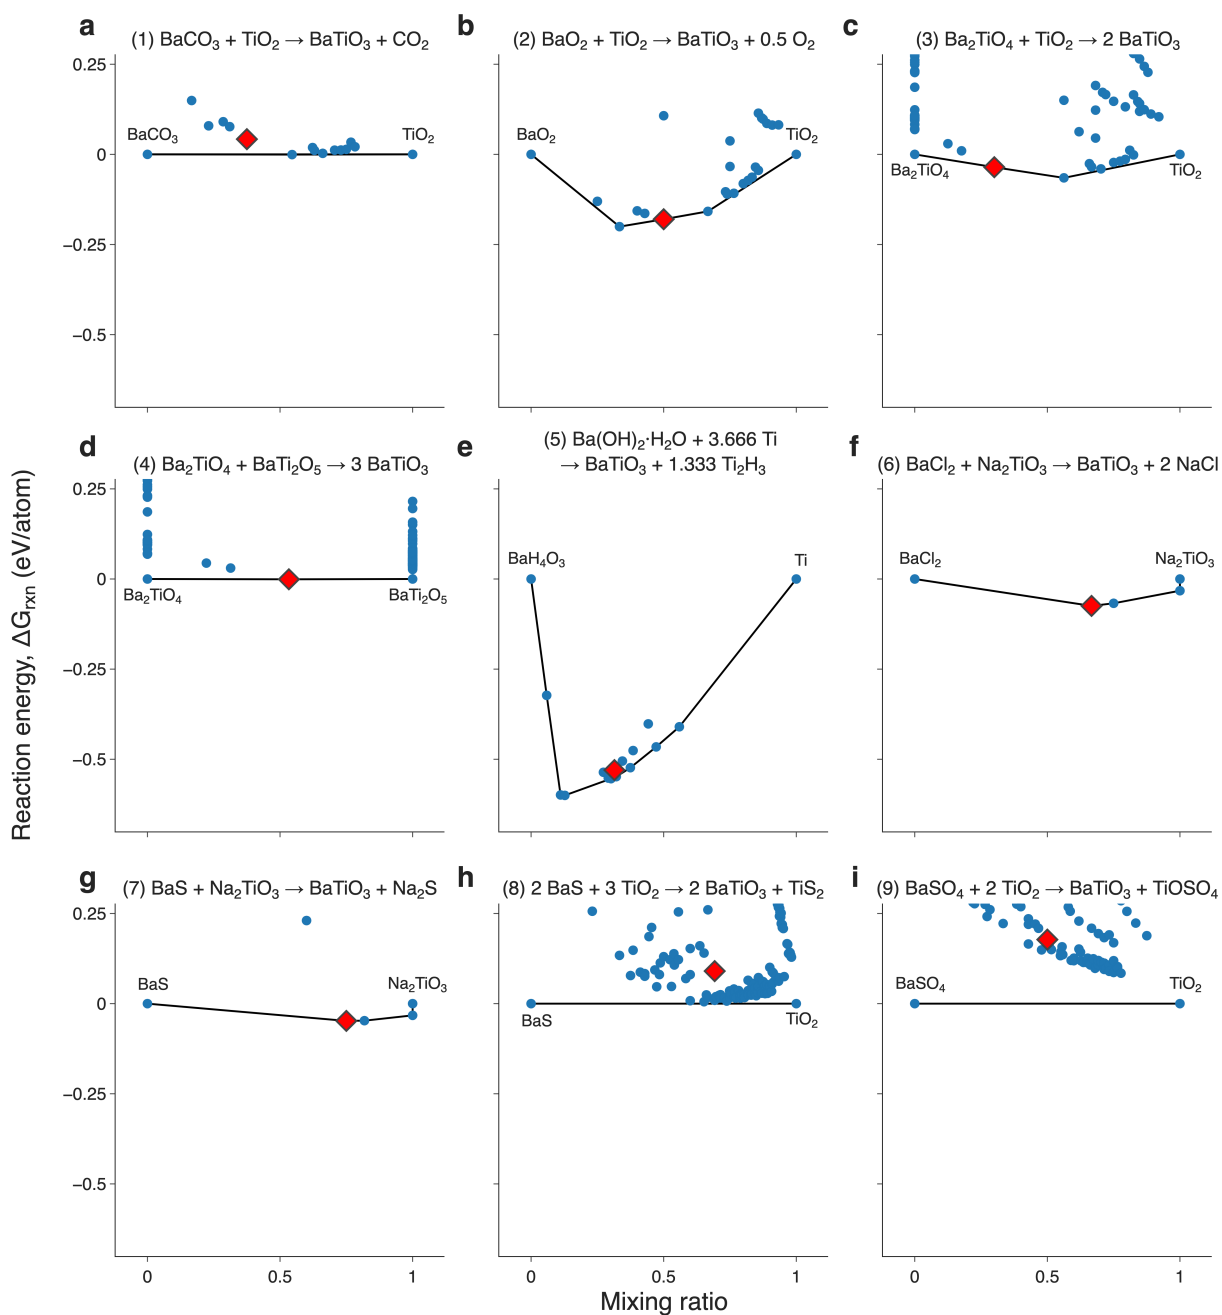 a
(1) BaCO₃ + TiO₂ → BaTiO₃ + CO₂
0.25
0
−0.25
−0.5
BaCO₃
TiO₂
b
(2) BaO₂ + TiO₂ → BaTiO₃ + 0.5 O₂
BaO₂
TiO₂
c
(3) Ba₂TiO₄ + TiO₂ → 2 BaTiO₃
Ba₂TiO₄
TiO₂
d
(4) Ba₂TiO₄ + BaTi₂O₅ → 3 BaTiO₃
0.25
0
−0.25
−0.5
Ba₂TiO₄
BaTi₂O₅
e
(5) Ba(OH)₂·H₂O + 3.666 Ti
→ BaTiO₃ + 1.333 Ti₂H₃
BaH₄O₃
Ti
f
(6) BaCl₂ + Na₂TiO₃ → BaTiO₃ + 2 NaCl
BaCl₂
Na₂TiO₃
Reaction energy, ΔGᵣₓₙ (eV/atom)
g
(7) BaS + Na₂TiO₃ → BaTiO₃ + Na₂S
0.25
0
−0.25
−0.5
BaS
Na₂TiO₃
0
0.5
1
h
(8) 2 BaS + 3 TiO₂ → 2 BaTiO₃ + TiS₂
BaS
TiO₂
0
0.5
1
i
(9) BaSO₄ + 2 TiO₂ → BaTiO₃ + TiOSO₄
BaSO₄
TiO₂
0
0.5
1
Mixing ratio